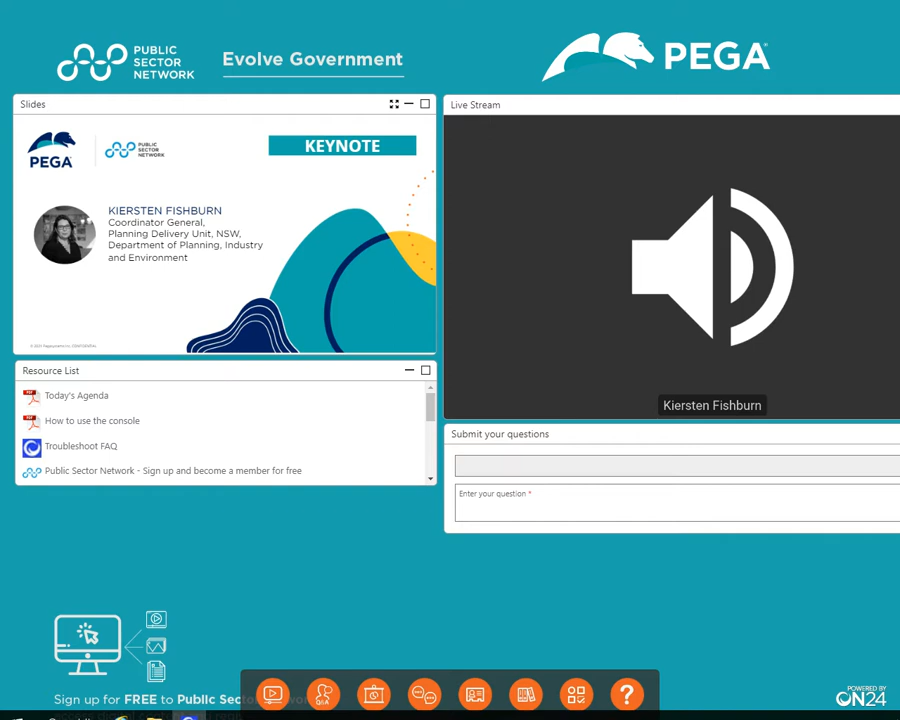 PUBLIC
SECTOR
NETWORK
Evolve Government
PEGA
Slides
Live Stream
PEGA
PUBLIC
SECTOR
NETWORK
KEYNOTE
KIERSTEN FISHBURN
Coordinator General,
Planning Delivery Unit, NSW,
Department of Planning, Industry
and Environment
Kiersten Fishburn
Resource List
Today's Agenda
How to use the console
Troubleshoot FAQ
Public Sector Network - Sign up and become a member for free
Submit your questions
Enter your question *
Q&A
?
Sign up for FREE to Public Sec
POWERED BY
ON24